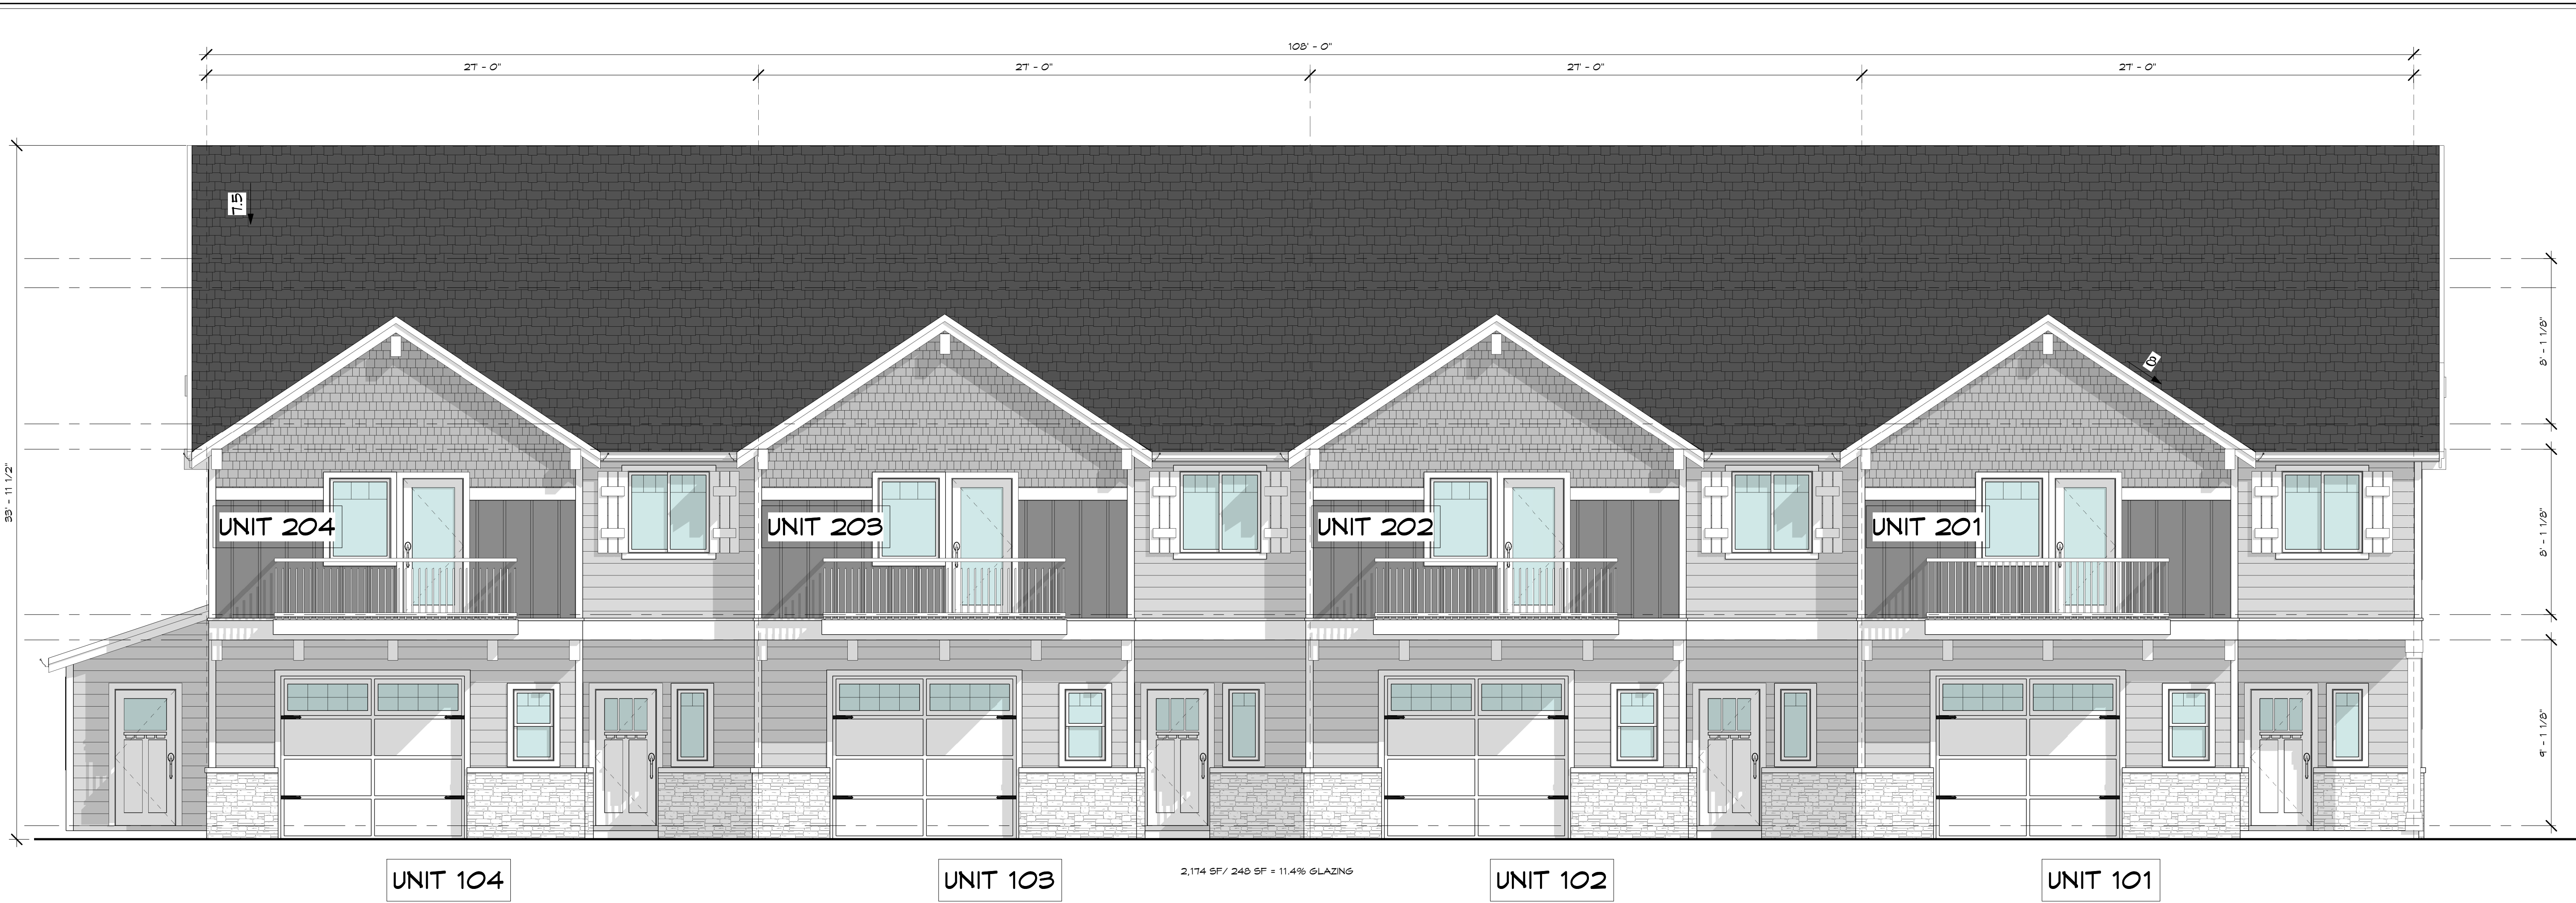 108' - 0"
27' - 0"
27' - 0"
27' - 0"
27' - 0"
7.5
8
33' - 11 1/2"
8' - 1 1/8"
8' - 1 1/8"
9' - 1 1/8"
UNIT 204
UNIT 203
UNIT 202
UNIT 201
UNIT 104
UNIT 103
2,174 SF/ 248 SF = 11.4% GLAZING
UNIT 102
UNIT 101